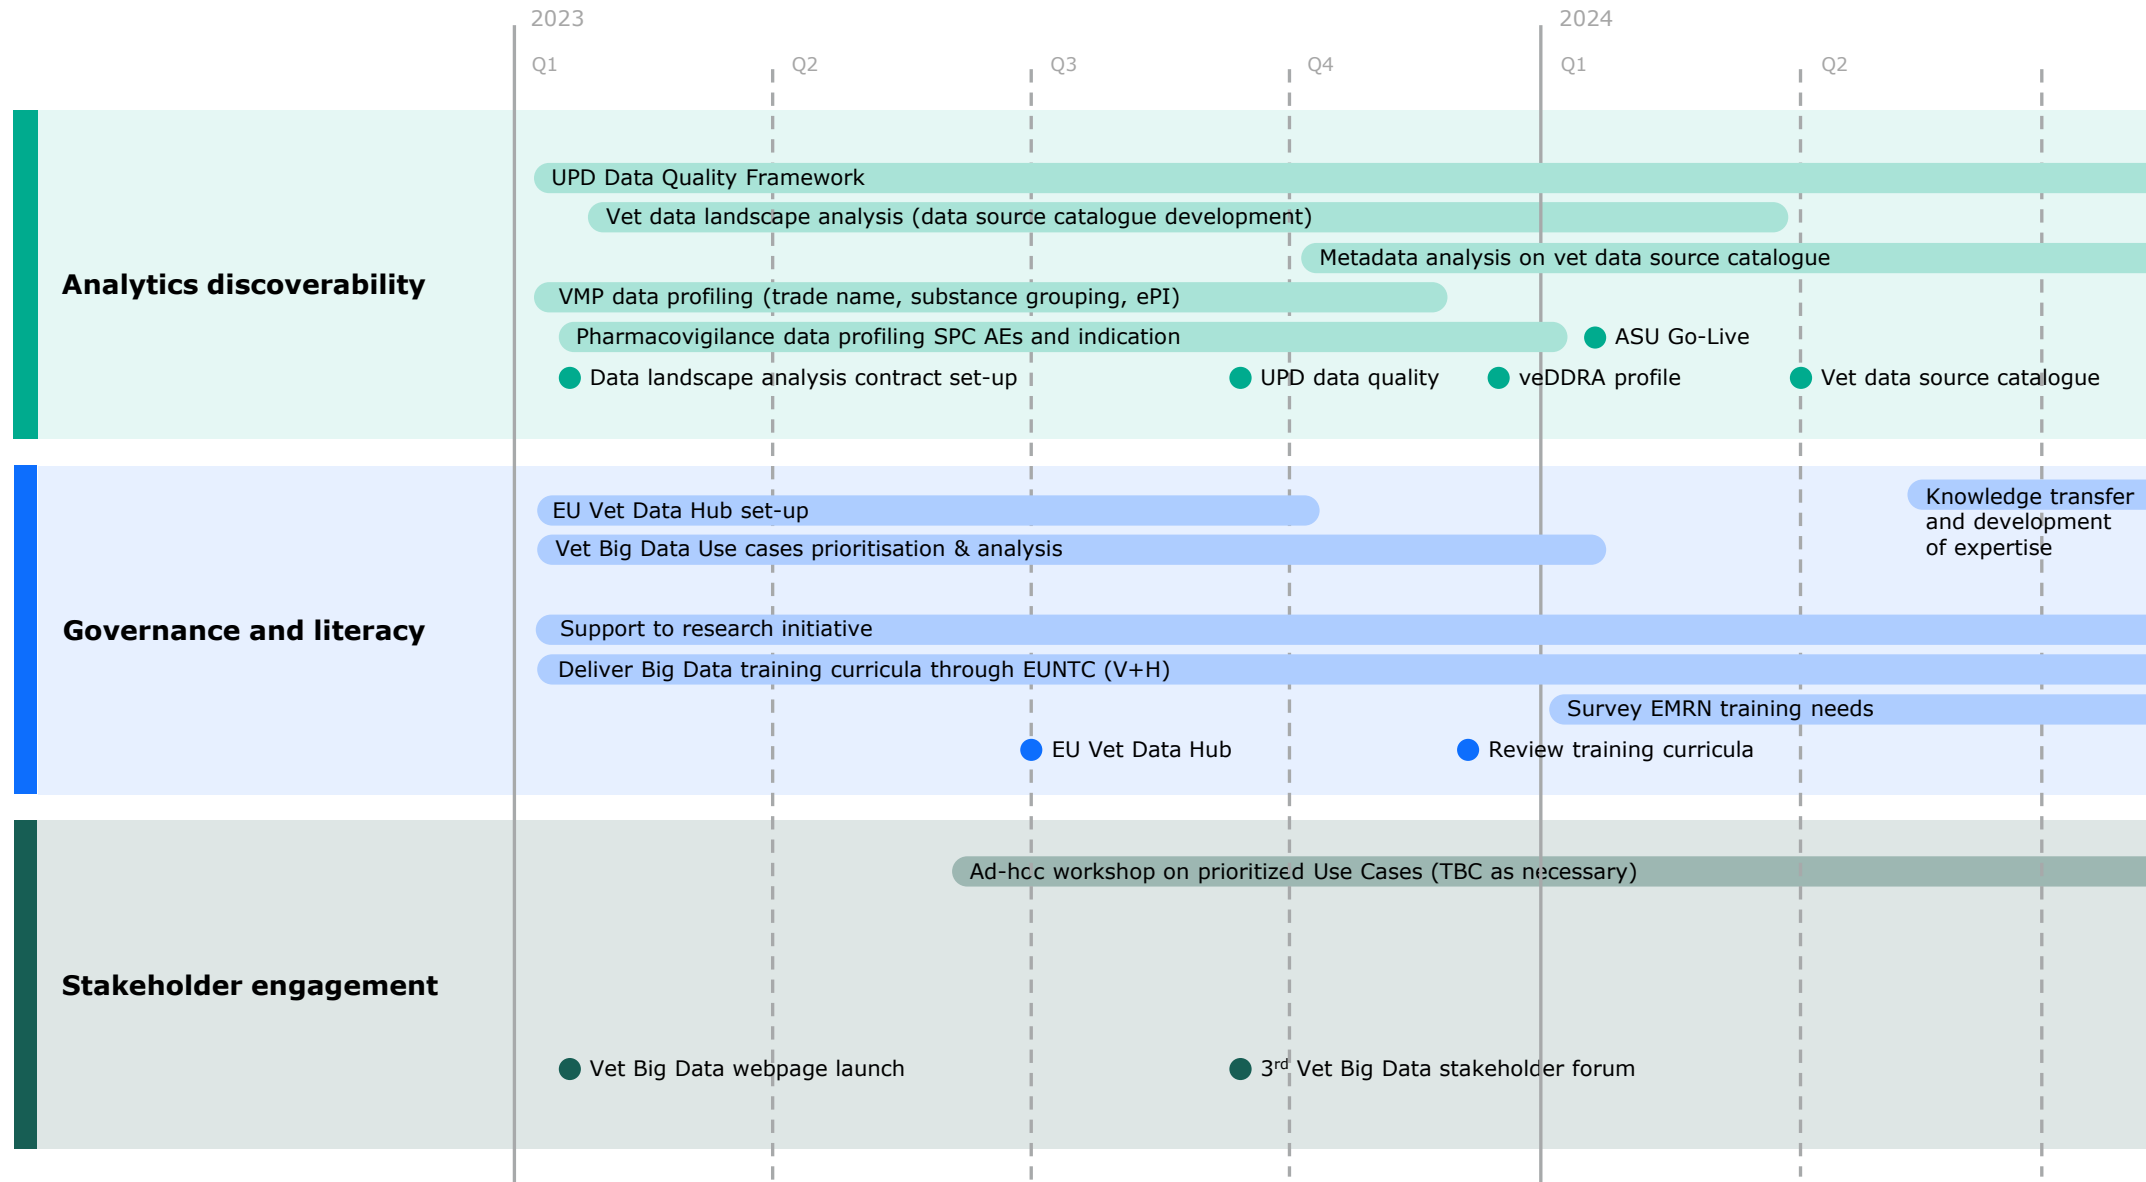 2023
2024
Q1
Q2
Q3
Q4
Q1
Q2
Analytics discoverability
UPD Data Quality Framework
Vet data landscape analysis (data source catalogue development)
Metadata analysis on vet data source catalogue
VMP data profiling (trade name, substance grouping, ePI)
Pharmacovigilance data profiling SPC AEs and indication
ASU Go-Live
Data landscape analysis contract set-up
UPD data quality
veDDRA profile
Vet data source catalogue
Governance and literacy
EU Vet Data Hub set-up
Knowledge transfer
and development
of expertise
Vet Big Data Use cases prioritisation & analysis
Support to research initiative
Deliver Big Data training curricula through EUNTC (V+H)
Survey EMRN training needs
EU Vet Data Hub
Review training curricula
Stakeholder engagement
Ad-hoc workshop on prioritized Use Cases (TBC as necessary)
Vet Big Data webpage launch
3rd Vet Big Data stakeholder forum